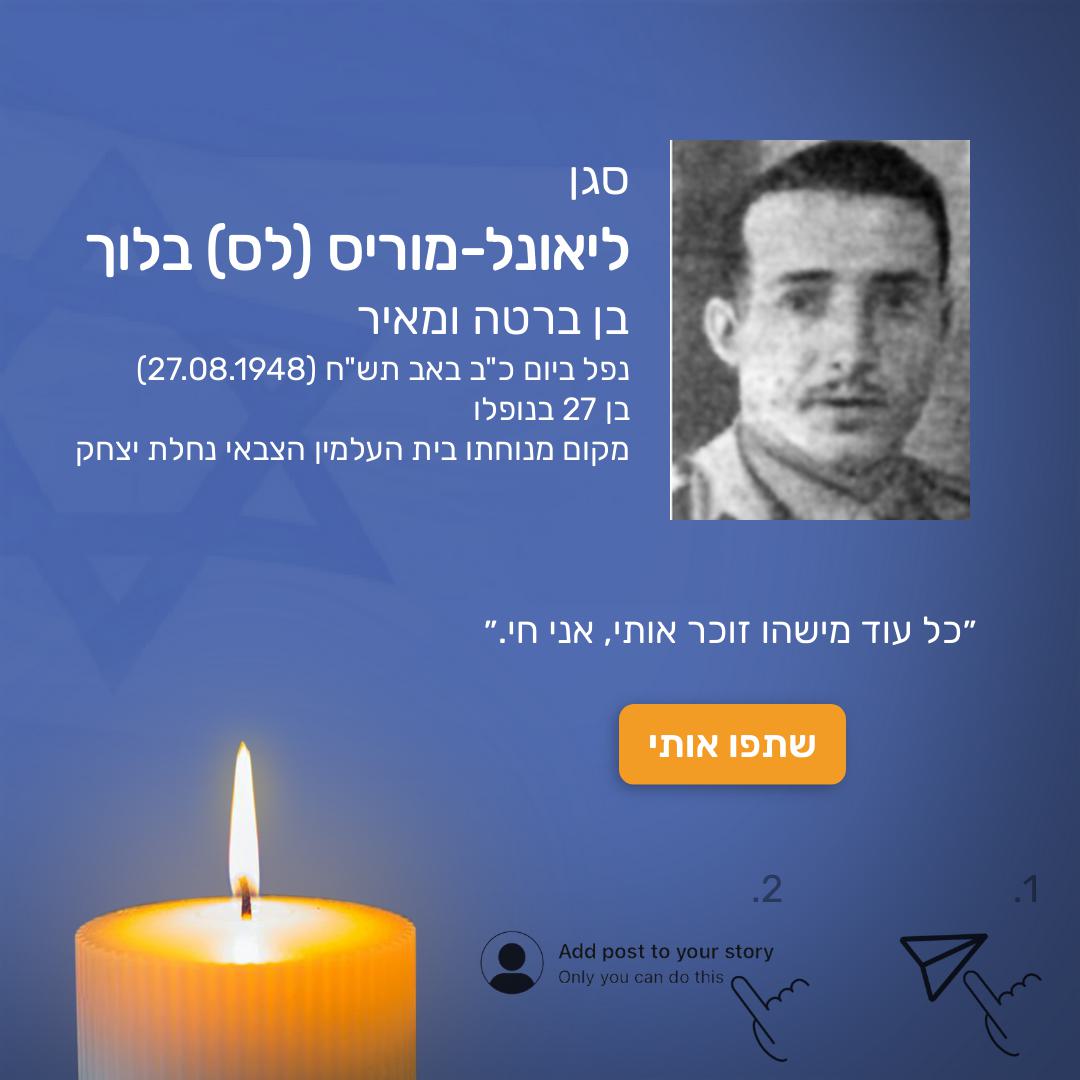 סגן
ליאונל-מוריס (לס) בלוך
בן ברטה ומאיר
נפל ביום כ"ב באב תש"ח (27.08.1948)
בן 27 בנופלו
מקום מנוחתו בית העלמין הצבאי נחלת יצחק
״כל עוד מישהו זוכר אותי, אני חי.״
שתפו אותי
1.
2.
Add post to your story
Only you can do this